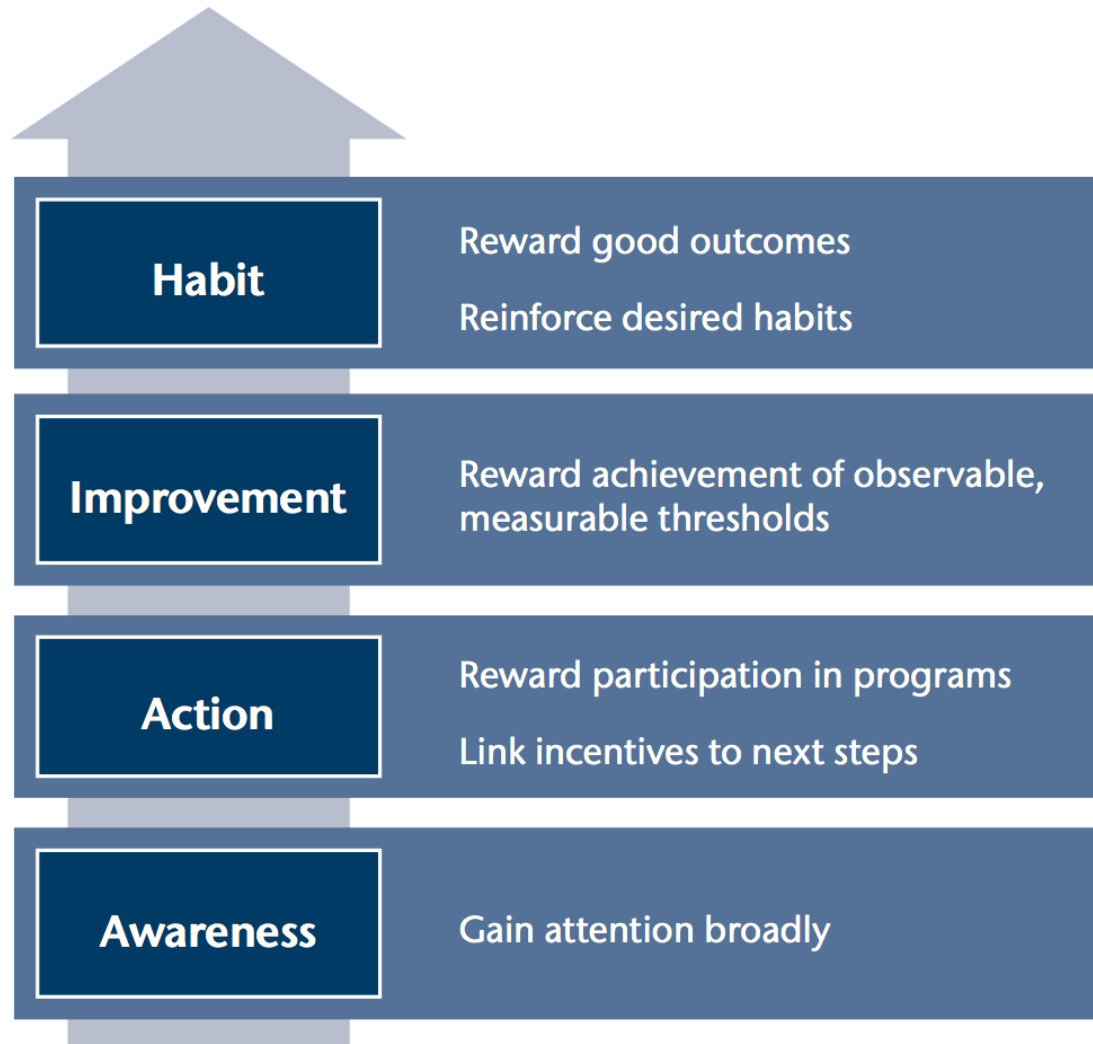 Habit
Reward good outcomes
Reinforce desired habits
Improvement
Reward achievement of observable,
measurable thresholds
Action
Reward participation in programs
Link incentives to next steps
Awareness
Gain attention broadly